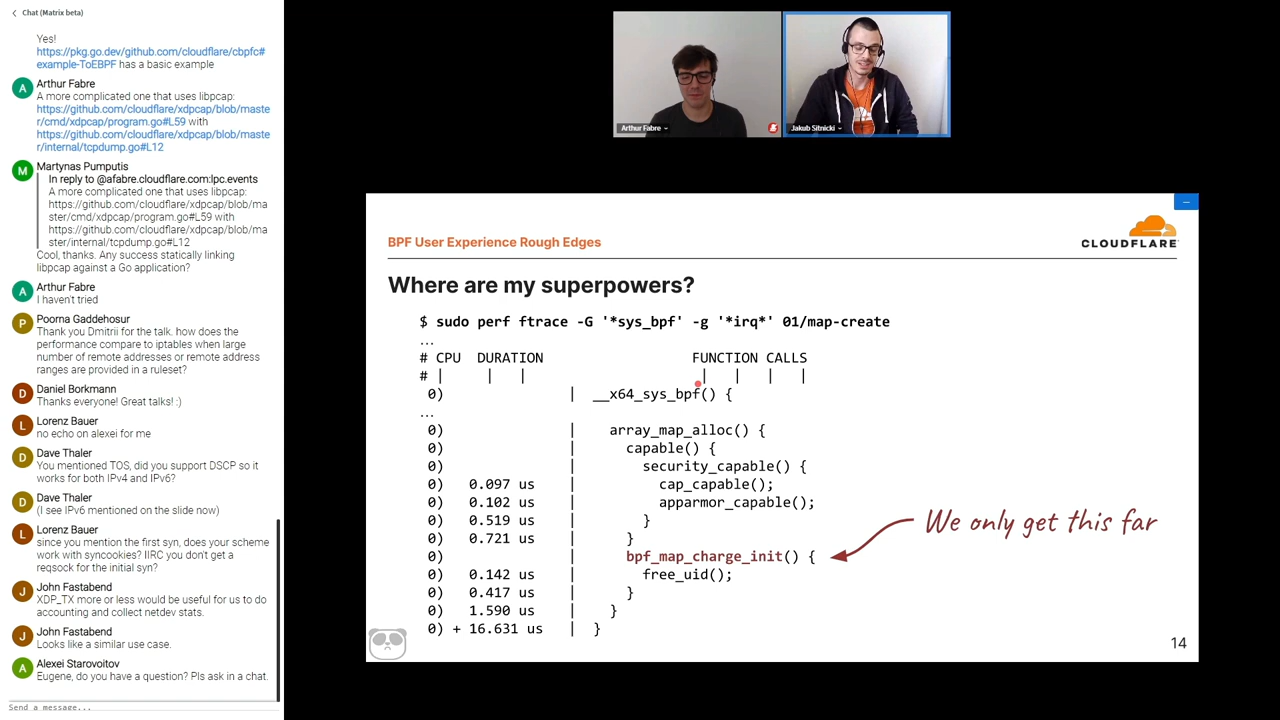 Chat (Matrix beta)
Yes!
https://pkg.go.dev/github.com/cloudflare/cbpfc#
example-ToEBPF has a basic example
A
Arthur Fabre
A more complicated one that uses libpcap:
https://github.com/cloudflare/xdpcap/blob/maste
r/cmd/xdpcap/program.go#L59 with
https://github.com/cloudflare/xdpcap/blob/maste
r/internal/tcpdump.go#L12
M
Martynas Pumputis
In reply to @afabre.cloudflare.com:lpc.events
A more complicated one that uses libpcap:
https://github.com/cloudflare/xdpcap/blob/ma
ster/cmd/xdpcap/program.go#L59 with
https://github.com/cloudflare/xdpcap/blob/ma
ster/internal/tcpdump.go#L12
Cool, thanks. Any success statically linking
libpcap against a Go application?
A
Arthur Fabre
I haven't tried
P
Poorna Gaddehosur
Thank you Dmitrii for the talk. how does the
performance compare to iptables when large
number of remote addresses or remote address
ranges are provided in a ruleset?
D
Daniel Borkmann
Thanks everyone! Great talks! :)
L
Lorenz Bauer
no echo on alexei for me
D
Dave Thaler
You mentioned TOS, did you support DSCP so it
works for both IPv4 and IPv6?
D
Dave Thaler
(I see IPv6 mentioned on the slide now)
L
Lorenz Bauer
since you mention the first syn, does your scheme
work with syncookies? IIRC you don't get a
reqsock for the initial syn?
J
John Fastabend
XDP_TX more or less would be useful for us to do
accounting and collect netdev stats.
J
John Fastabend
Looks like a similar use case.
A
Alexei Starovoitov
Eugene, do you have a question? Pls ask in a chat.
Send a message...
Arthur Fabre
Jakub Sitnicki
BPF User Experience Rough Edges
CLOUDFLARE
Where are my superpowers?
$ sudo perf ftrace -G '*sys_bpf' -g '*irq*' 01/map-create
...
# CPU  DURATION                  FUNCTION CALLS
# |     |   |                     |   |   |   |
0)               |  __x64_sys_bpf() {
...
0)               |    array_map_alloc() {
0)               |      capable() {
0)               |        security_capable() {
0)   0.097 us    |          cap_capable();
0)   0.102 us    |          apparmor_capable();
0)   0.519 us    |        }
0)   0.721 us    |      }
0)               |      bpf_map_charge_init() {
0)   0.142 us    |        free_uid();
0)   0.417 us    |      }
0)   1.590 us    |    }
0) + 16.631 us   |  }
We only get this far
14